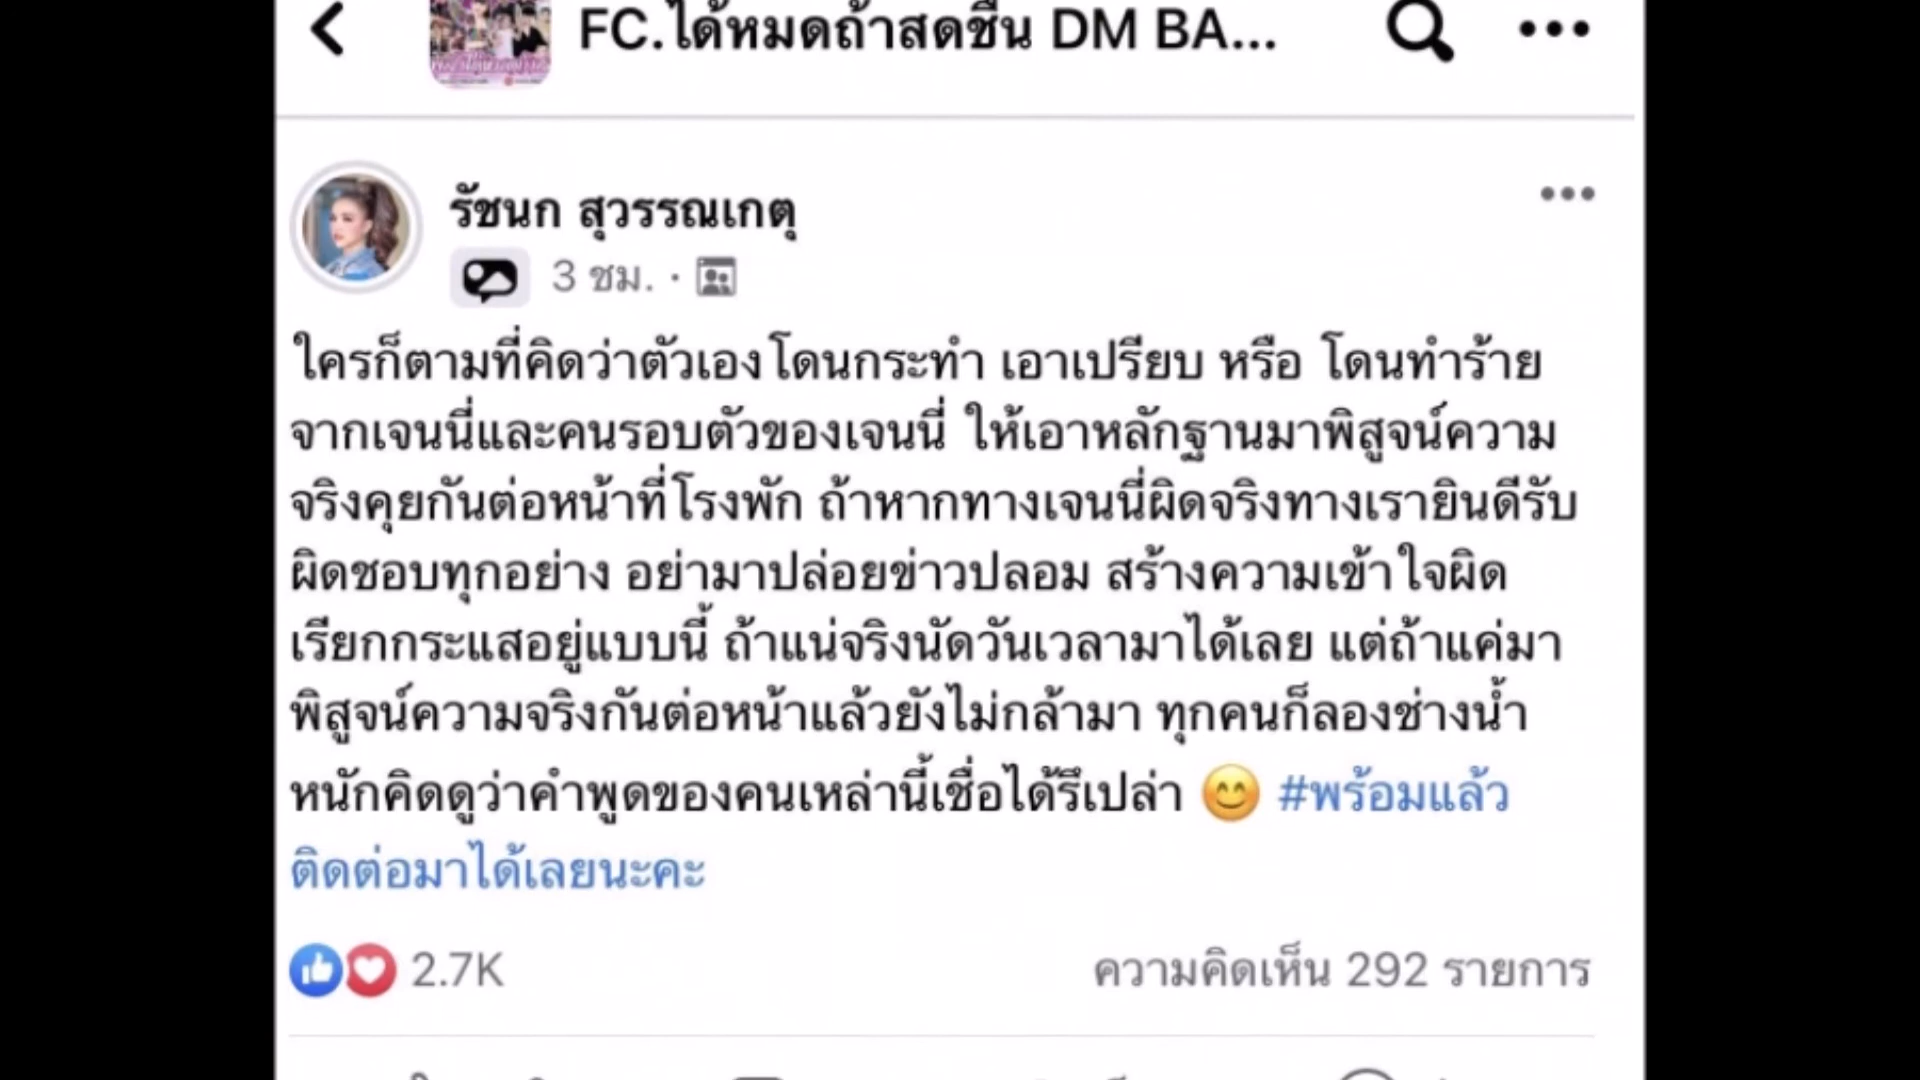 FC.ได้หมดถ้าสดชื่น DM BA...
รัชนก สุวรรณเกตุ
3 ชม. ·
ใครก็ตามที่คิดว่าตัวเองโดนกระทำ เอาเปรียบ หรือ โดนทำร้าย
จากเจนนี่และคนรอบตัวของเจนนี่ ให้เอาหลักฐานมาพิสูจน์ความ
จริงคุยกันต่อหน้าที่โรงพัก ถ้าหากทางเจนนี่ผิดจริงทางเรายินดีรับ
ผิดชอบทุกอย่าง อย่ามาปล่อยข่าวปลอม สร้างความเข้าใจผิด
เรียกกระแสอยู่แบบนี้ ถ้าแน่จริงนัดวันเวลามาได้เลย แต่ถ้าแค่มา
พิสูจน์ความจริงกันต่อหน้าแล้วยังไม่กล้ามา ทุกคนก็ลองช่างน้ำ
หนักคิดดูว่าคำพูดของคนเหล่านี้เชื่อได้รึเปล่า 😊 #พร้อมแล้ว
ติดต่อมาได้เลยนะคะ
2.7K ความคิดเห็น 292 รายการ